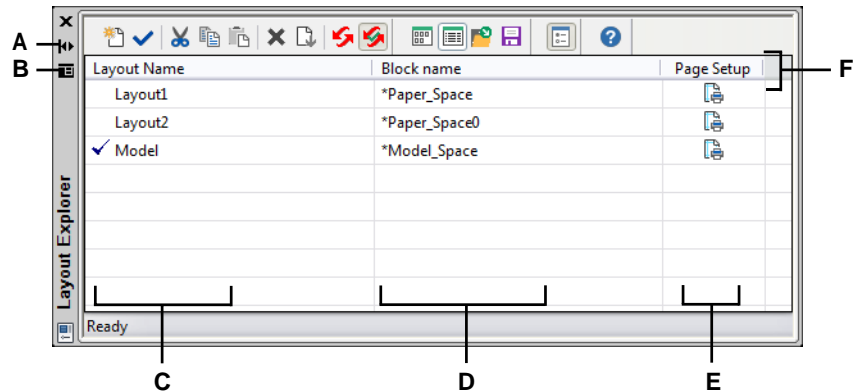 A
B
Layout Name Block name Page Setup
F
Layout1 *Paper_Space
Layout2 *Paper_Space0
Model *Model_Space
Layout Explorer
Ready
C D E